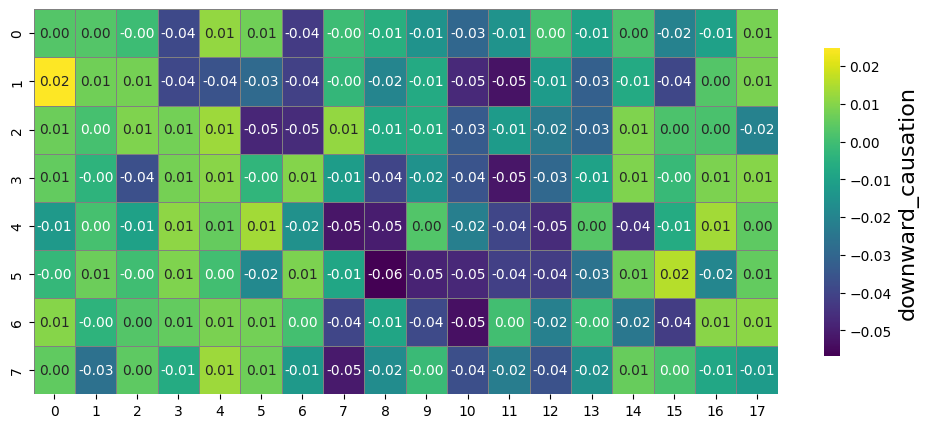 0 0.00 0.00 -0.00 -0.04 0.01 0.01 -0.04 -0.00 -0.01 -0.01 -0.03 -0.01 0.00 -0.01 0.00 -0.02 -0.01 0.01
1 0.02 0.01 0.01 -0.04 -0.04 -0.03 -0.04 -0.00 -0.02 -0.01 -0.05 -0.05 -0.01 -0.03 -0.01 -0.04 0.00 0.01
2 0.01 0.00 0.01 0.01 0.01 -0.05 -0.05 0.01 -0.01 -0.01 -0.03 -0.01 -0.02 -0.03 0.01 0.00 0.00 -0.02
3 0.01 -0.00 -0.04 0.01 0.01 -0.00 0.01 -0.01 -0.04 -0.02 -0.04 -0.05 -0.03 -0.01 0.01 -0.00 0.01 0.01
4 -0.01 0.00 -0.01 0.01 0.01 0.01 -0.02 -0.05 -0.05 0.00 -0.02 -0.04 -0.05 0.00 -0.04 -0.01 0.01 0.00
5 -0.00 0.01 -0.00 0.01 0.00 -0.02 0.01 -0.01 -0.06 -0.05 -0.05 -0.04 -0.04 -0.03 0.01 0.02 -0.02 0.01
6 0.01 -0.00 0.00 0.01 0.01 0.01 0.00 -0.04 -0.01 -0.04 -0.05 0.00 -0.02 -0.00 -0.02 -0.04 0.01 0.01
7 0.00 -0.03 0.00 -0.01 0.01 0.01 -0.01 -0.05 -0.02 -0.00 -0.04 -0.02 -0.04 -0.02 0.01 0.00 -0.01 -0.01
0 1 2 3 4 5 6 7 8 9 10 11 12 13 14 15 16 17
0.02
0.01
0.00
−0.01
−0.02
−0.03
−0.04
−0.05
downward_causation